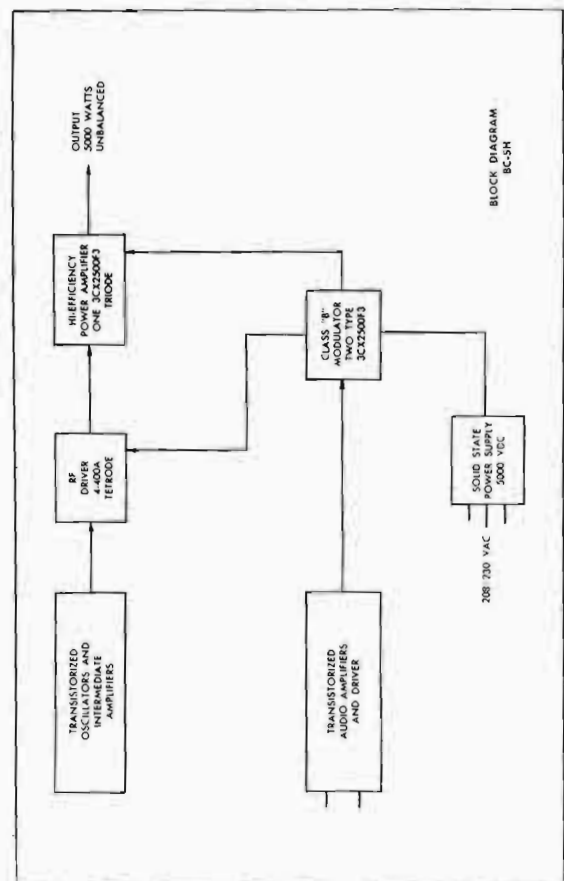 TRANSISTORIZED
OSCILLATORS AND
INTERMEDIATE
AMPLIFIERS
RF
DRIVER
4-400A
TETRODE
HI-EFFICIENCY
POWER AMPLIFIER
ONE 3CX2500F3
TRIODE
OUTPUT
5000 WATTS
UNBALANCED
TRANSISTORIZED
AUDIO AMPLIFIERS
AND DRIVER
CLASS "B"
MODULATOR
TWO TYPE
3CX2500F3
208/230 VAC
SOLID STATE
POWER SUPPLY
5000 VDC
BLOCK DIAGRAM
BC-5H